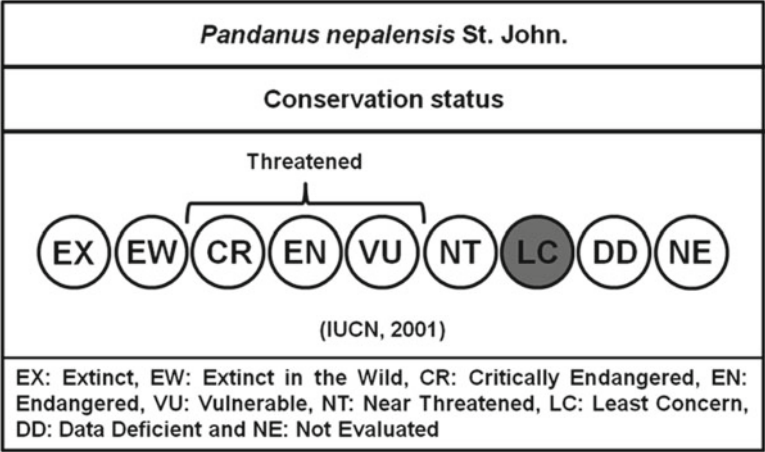 Pandanus nepalensis St. John.
Conservation status
Threatened
EX EW CR EN VU NT LC DD NE
(IUCN, 2001)
EX: Extinct, EW: Extinct in the Wild, CR: Critically Endangered, EN:
Endangered, VU: Vulnerable, NT: Near Threatened, LC: Least Concern,
DD: Data Deficient and NE: Not Evaluated